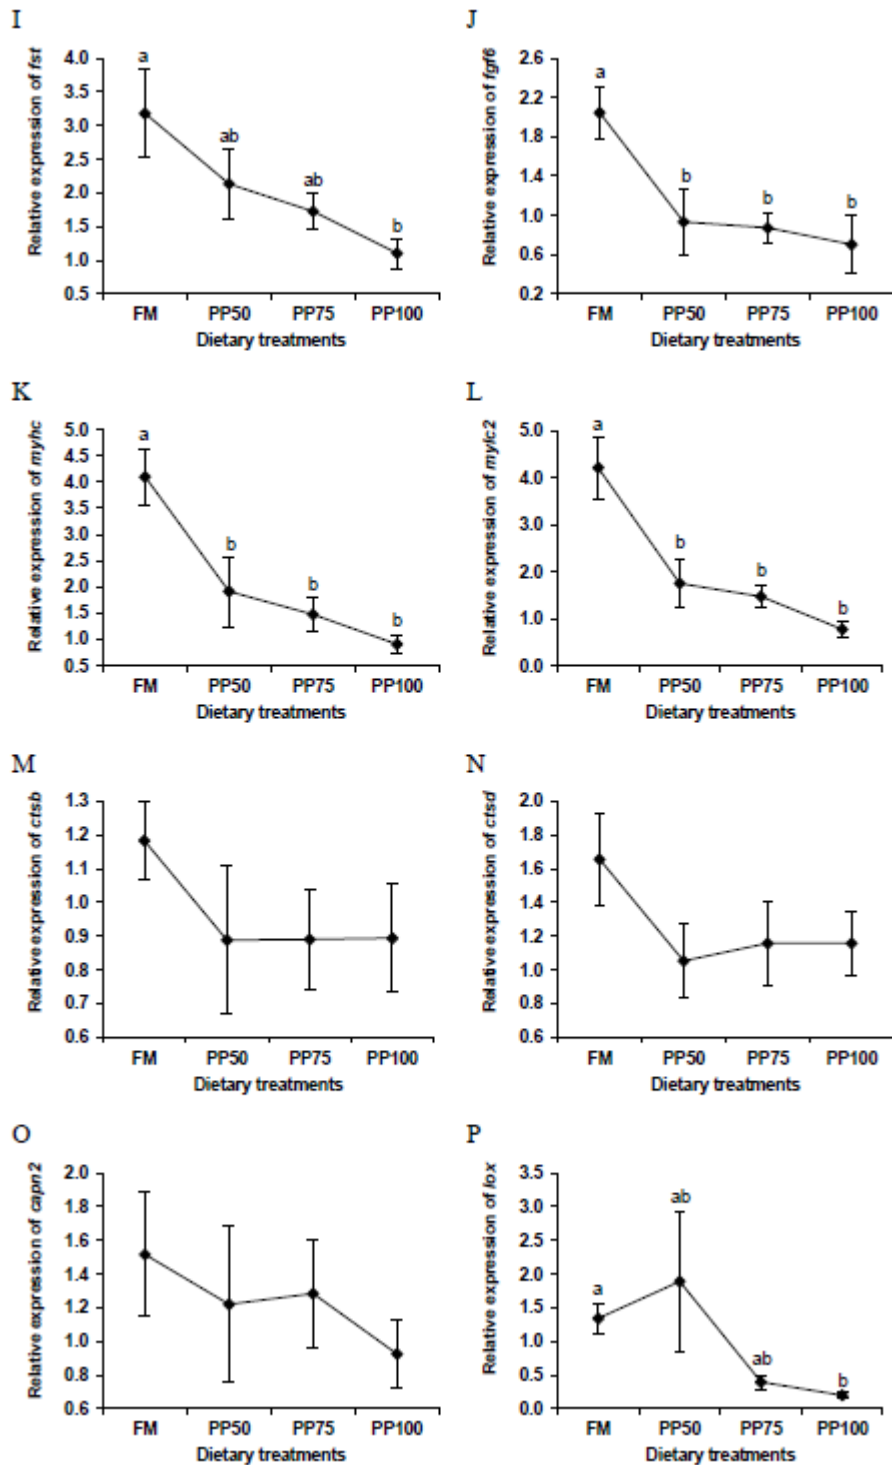 I
Relative expression of fst
4.0
3.5
3.0
2.5
2.0
1.5
1.0
0.5
a
ab
ab
b
FM PP50 PP75 PP100
Dietary treatments
J
Relative expression of fgf6
2.6
2.2
1.8
1.4
1.0
0.6
0.2
a
b
b
b
FM PP50 PP75 PP100
Dietary treatments
K
Relative expression of myhc
5.0
4.5
4.0
3.5
3.0
2.5
2.0
1.5
1.0
0.5
a
b
b
b
FM PP50 PP75 PP100
Dietary treatments
L
Relative expression of mylc2
5.0
4.0
3.0
2.0
1.0
0.0
a
b
b
b
FM PP50 PP75 PP100
Dietary treatments
M
Relative expression of ctsb
1.3
1.2
1.1
1.0
0.9
0.8
0.7
0.6
FM PP50 PP75 PP100
Dietary treatments
N
Relative expression of ctsd
2.0
1.8
1.6
1.4
1.2
1.0
0.8
0.6
FM PP50 PP75 PP100
Dietary treatments
O
Relative expression of capn2
2.0
1.8
1.6
1.4
1.2
1.0
0.8
0.6
FM PP50 PP75 PP100
Dietary treatments
P
Relative expression of lox
3.5
3.0
2.5
2.0
1.5
1.0
0.5
0.0
a
ab
ab
b
FM PP50 PP75 PP100
Dietary treatments